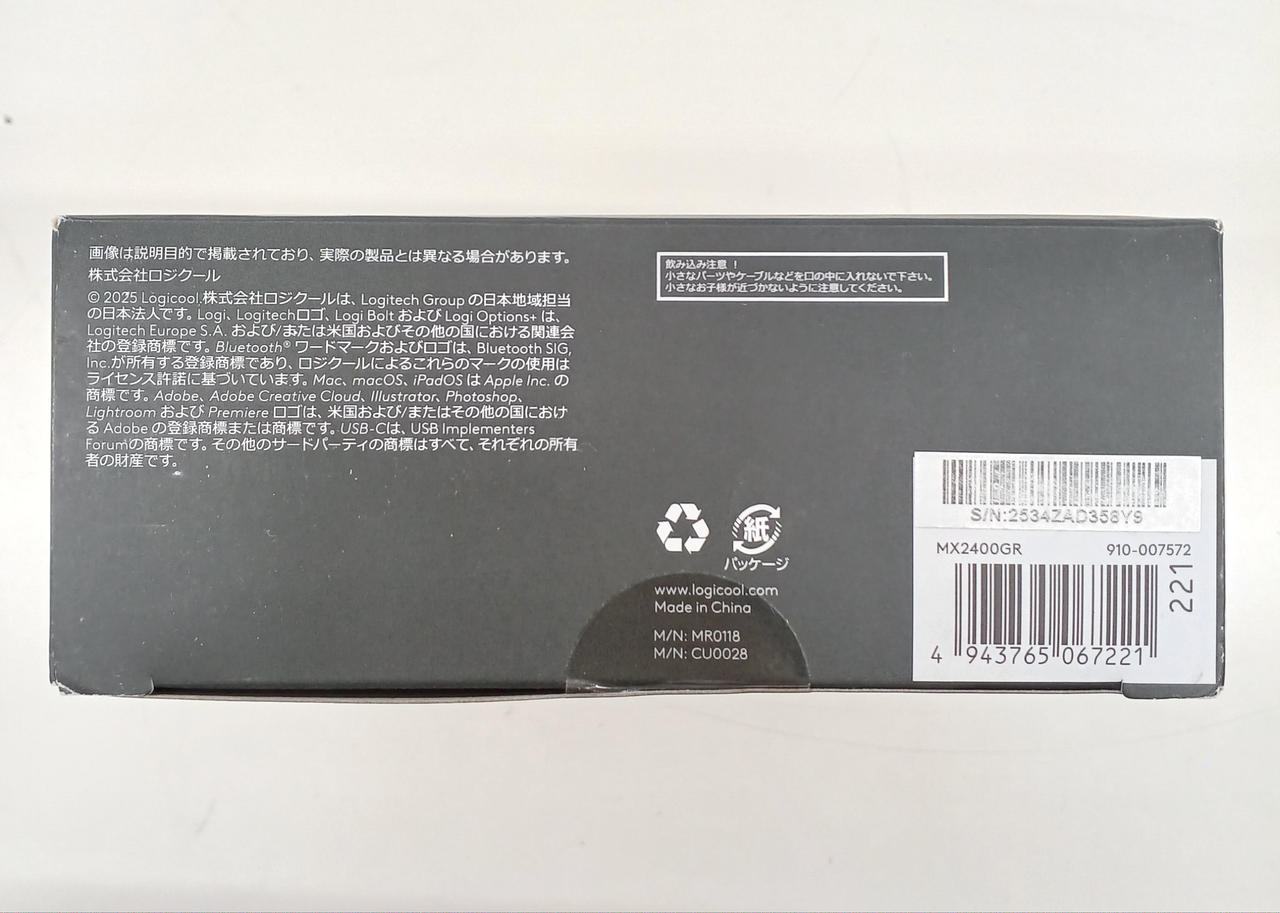 画像は説明目的で掲載されており、実際の製品とは異なる場合があります。
株式会社ロジクール
© 2025 Logicool,株式会社ロジクールは、Logitech Group の日本地域担当
の日本法人です。Logi、Logitechロゴ、Logi Bolt および Logi Options+ は、
Logitech Europe S.A. および/または米国およびその他の国における関連会
社の登録商標です。Bluetooth® ワードマークおよびロゴは、Bluetooth SIG,
Inc.が所有する登録商標であり、ロジクールによるこれらのマークの使用は
ライセンス許諾に基づいています。Mac、macOS、iPadOS は Apple Inc. の
商標です。Adobe、Adobe Creative Cloud、Illustrator、Photoshop、
Lightroom および Premiere ロゴは、米国および/またはその他の国におけ
る Adobe の登録商標または商標です。USB-Cは、USB Implementers
Forumの商標です。その他のサードパーティの商標はすべて、それぞれの所有
者の財産です。
飲み込み注意！
小さなパーツやケーブルなどを口の中に入れないで下さい。
小さなお子様が近づかないように注意してください。
紙
パッケージ
www.logicool.com
Made in China
M/N: MR0118
M/N: CU0028
S/N:2534ZAD358Y9
MX2400GR 910-007572
221
4 943765 067221